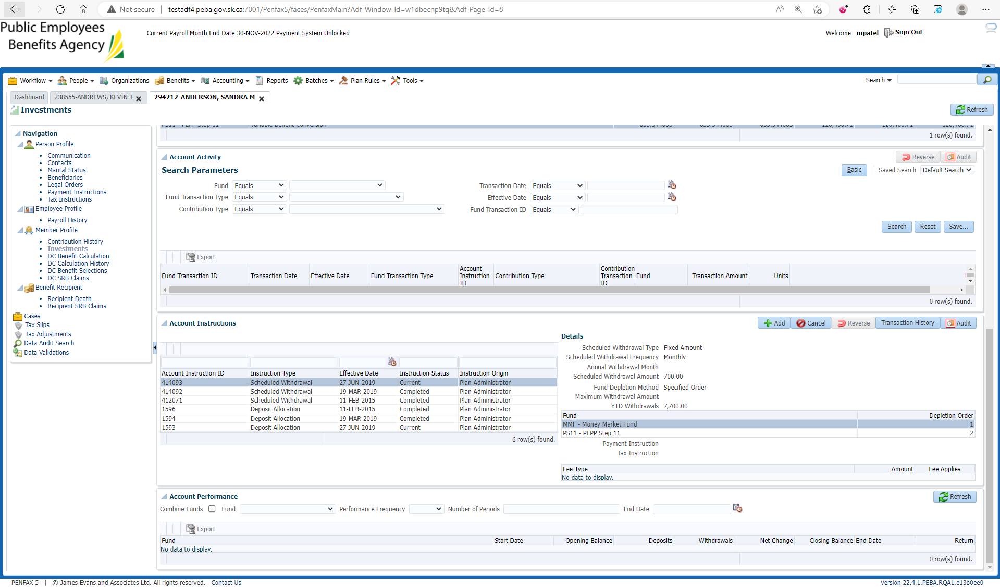 Not secure | testadf4.peba.gov.sk.ca:7001/Penfax5/faces/PenfaxMain?Adf-Window-Id=w1dbecnp9tq&Adf-Page-Id=8
Public Employees
Benefits Agency
Current Payroll Month End Date 30-NOV-2022 Payment System Unlocked
Welcome mpatel Sign Out
Workflow People Organizations Benefits Accounting Reports Batches Plan Rules Tools Search
Dashboard 238555-ANDREWS, KEVIN J 294212-ANDERSON, SANDRA M
Investments Refresh
Navigation
Person Profile
Communication
Contacts
Marital Status
Beneficiaries
Legal Orders
Payment Instructions
Tax Instructions
Employee Profile
Payroll History
Member Profile
Contribution History
Investments
DC Benefit Calculation
DC Calculation History
DC Benefit Selections
DC SRB Claims
Benefit Recipient
Recipient Death
Recipient SRB Claims
Cases
Tax Slips
Tax Adjustments
Data Audit Search
Data Validations
PS11 - PEPP Step 11 Variable Benefit Conversion
1 row(s) found.
Account Activity Reverse Audit
Search Parameters Basic Saved Search Default Search
Fund Equals Transaction Date Equals
Fund Transaction Type Equals Effective Date Equals
Contribution Type Equals Fund Transaction ID Equals
Search Reset Save...
Export
Fund Transaction ID Transaction Date Effective Date Fund Transaction Type Account Instruction ID Contribution Type Contribution Transaction ID Fund Transaction Amount Units
0 row(s) found.
Account Instructions Add Cancel Reverse Transaction History Audit
Account Instruction ID Instruction Type Effective Date Instruction Status Instruction Origin
414093 Scheduled Withdrawal 27-JUN-2019 Current Plan Administrator
414092 Scheduled Withdrawal 19-MAR-2019 Completed Plan Administrator
412071 Scheduled Withdrawal 11-FEB-2015 Completed Plan Administrator
1596 Deposit Allocation 11-FEB-2015 Completed Plan Administrator
1594 Deposit Allocation 19-MAR-2019 Completed Plan Administrator
1593 Deposit Allocation 27-JUN-2019 Current Plan Administrator
6 row(s) found.
Details
Scheduled Withdrawal Type Fixed Amount
Scheduled Withdrawal Frequency Monthly
Annual Withdrawal Month
Scheduled Withdrawal Amount 700.00
Fund Depletion Method Specified Order
Maximum Withdrawal Amount
YTD Withdrawals 7,700.00
Fund Depletion Order
MMF - Money Market Fund 1
PS11 - PEPP Step 11 2
Payment Instruction
Tax Instruction
Fee Type Amount Fee Applies
No data to display.
Account Performance Refresh
Combine Funds Fund Performance Frequency Number of Periods End Date
Export
Fund Start Date Opening Balance Deposits Withdrawals Net Change Closing Balance End Date Return
No data to display.
0 row(s) found.
PENFAX 5 | © James Evans and Associates Ltd. All rights reserved. Contact Us
Version 22.4.1.PEBA.RQA1.e13b0ee0